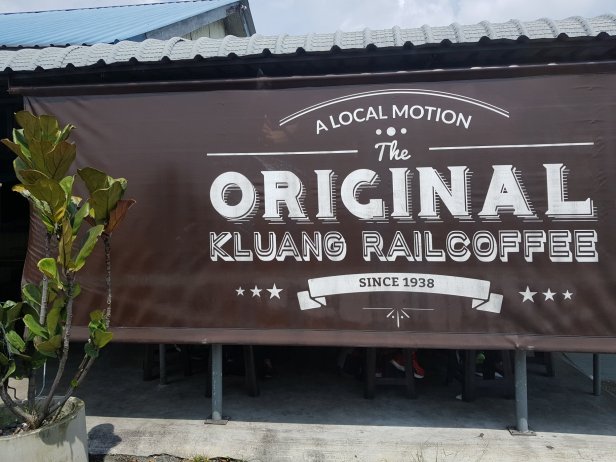 A LOCAL MOTION
The
ORIGINAL
KLUANG RAILCOFFEE
SINCE 1938